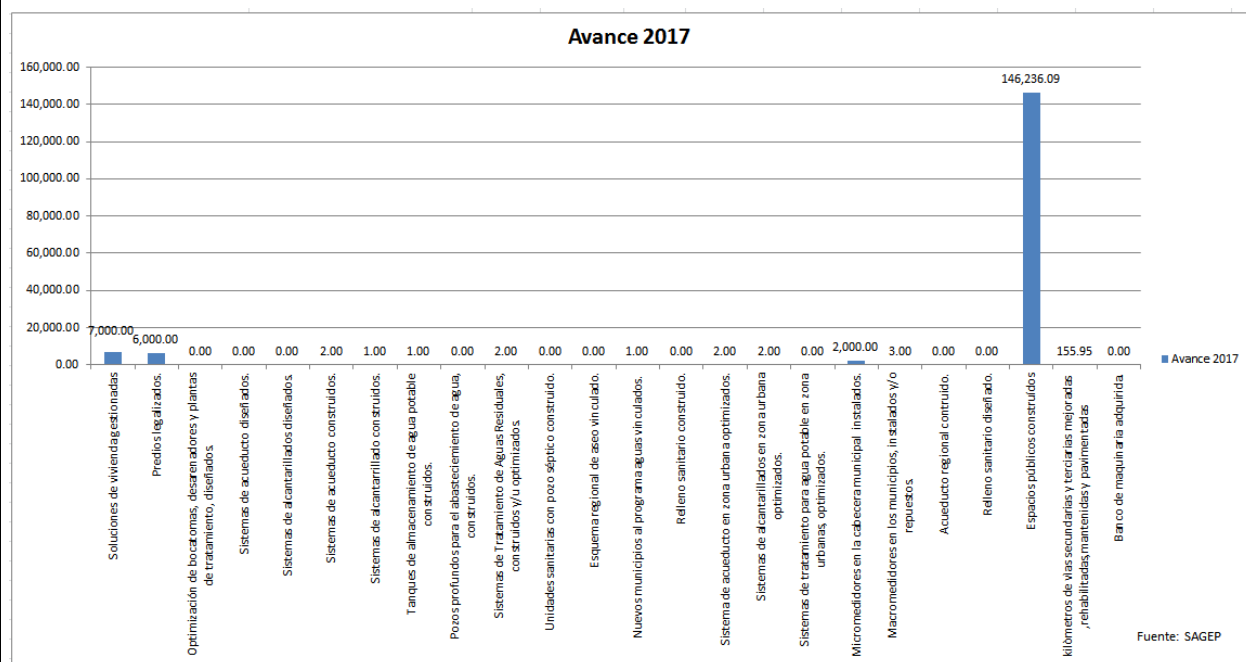 Avance 2017
160,000.00
140,000.00
120,000.00
100,000.00
80,000.00
60,000.00
40,000.00
20,000.00
0.00
7,000.00
6,000.00
0.00
0.00
0.00
2.00
1.00
1.00
0.00
2.00
0.00
0.00
1.00
0.00
2.00
2.00
0.00
2,000.00
3.00
0.00
0.00
146,236.09
155.95
0.00
Avance 2017
Soluciones de vivienda gestionadas
Predios legalizados.
Optimización de bocatomas, desarenadores y plantas
de tratamiento, diseñados.
Sistemas de acueducto diseñados.
Sistemas de alcantarillados diseñados.
Sistemas de acueducto construidos.
Sistemas de alcantarrillado construidos.
Tanques de almacenamiento de agua potable
construidos.
Pozos profundos para el abasteciemiento de agua,
construidos.
Sistemas de Tratamiento de Aguas Residuales,
construidos y/u optimizados.
Unidades sanitarias con pozo séptico construido.
Esquema regional de aseo vinculado.
Nuevos municipios al programa aguas vinculados.
Relleno sanitario construido.
Sistema de acueducto en zona urbana optimizados.
Sistemas de alcantarillados en zona urbana
optimizados.
Sistemas de tratamiento para agua potable en zona
urbanas, optimizados.
Micromedidores en la cabecera municipal instalados.
Macromedidores en los municipios, instalados y/o
repuestos.
Acueducto regional contruido.
Relleno sanitario diseñado.
Espacios públicos construidos
kilómetros de vías secundarias y terciarias mejoradas
,rehabilitadas,mantenidas y pavimentadas
Banco de maquinaria adquirida.
Fuente: SAGEP